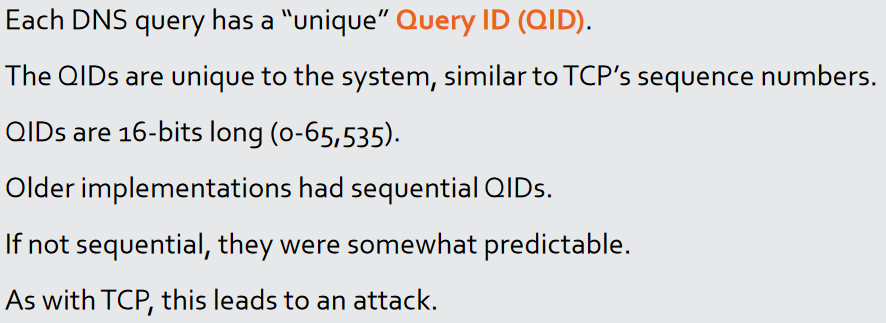 Each DNS query has a “unique” Query ID (QID).
The QIDs are unique to the system, similar to TCP’s sequence numbers.
QIDs are 16-bits long (0-65,535).
Older implementations had sequential QIDs.
If not sequential, they were somewhat predictable.
As with TCP, this leads to an attack.